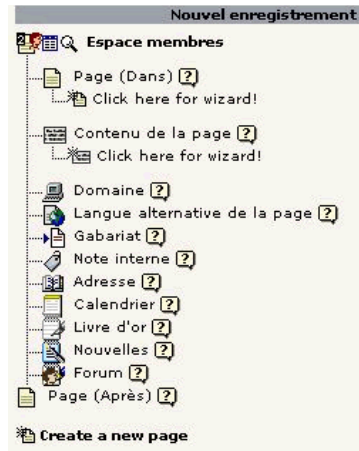 Nouvel enregistrement
Espace membres
Page (Dans) [?]
Click here for wizard!
Contenu de la page [?]
Click here for wizard!
Domaine [?]
Langue alternative de la page [?]
Gabariat [?]
Note interne [?]
Adresse [?]
Calendrier [?]
Livre d'or [?]
Nouvelles [?]
Forum [?]
Page (Après) [?]
Create a new page